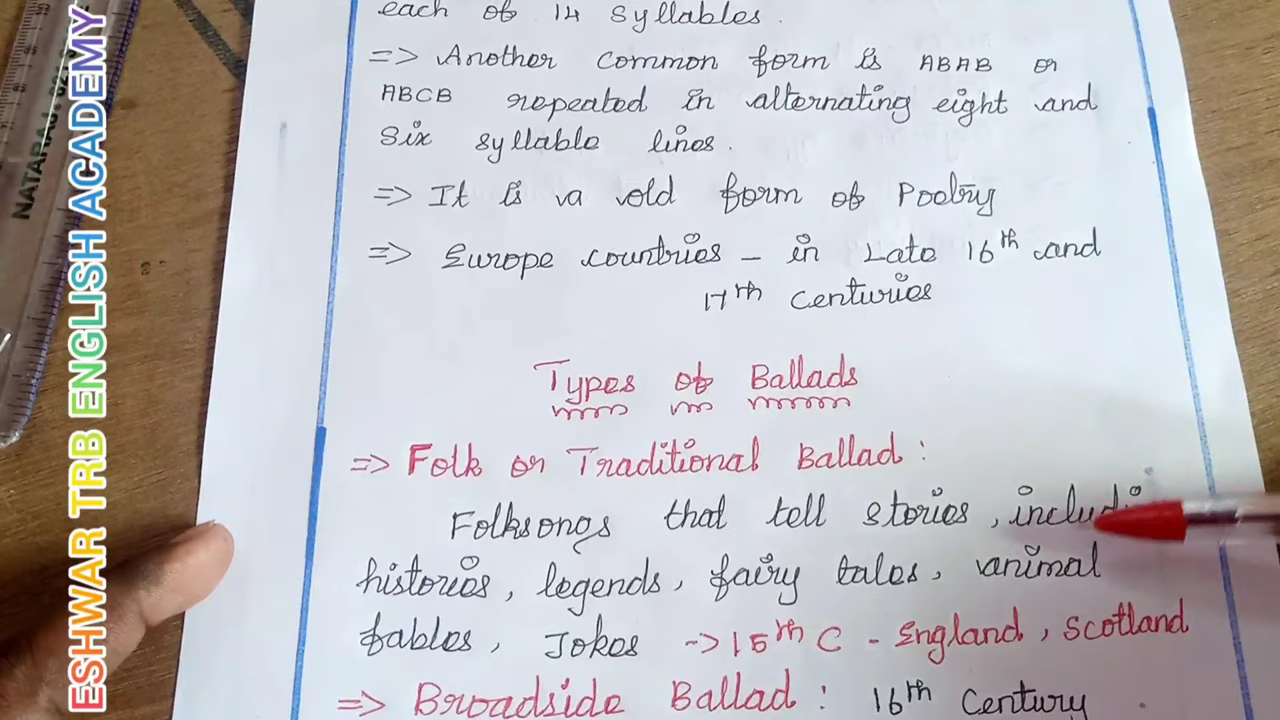 each of 14 syllables.
=> Another common form is ABAB or
ABCB repeated in alternating eight and
Six syllable lines.
=> It is a old form of Poetry
=> Europe countries - in Late 16th and
17th Centuries
Types of Ballads
=> Folk or Traditional Ballad :
Folksongs that tell stories, includi
histories, legends, fairy tales, animal
fables, Jokes -> 15th C - England, Scotland
=> Broadside Ballad : 16th Century
ESHWAR TRB ENGLISH ACADEMY
NATARAJ